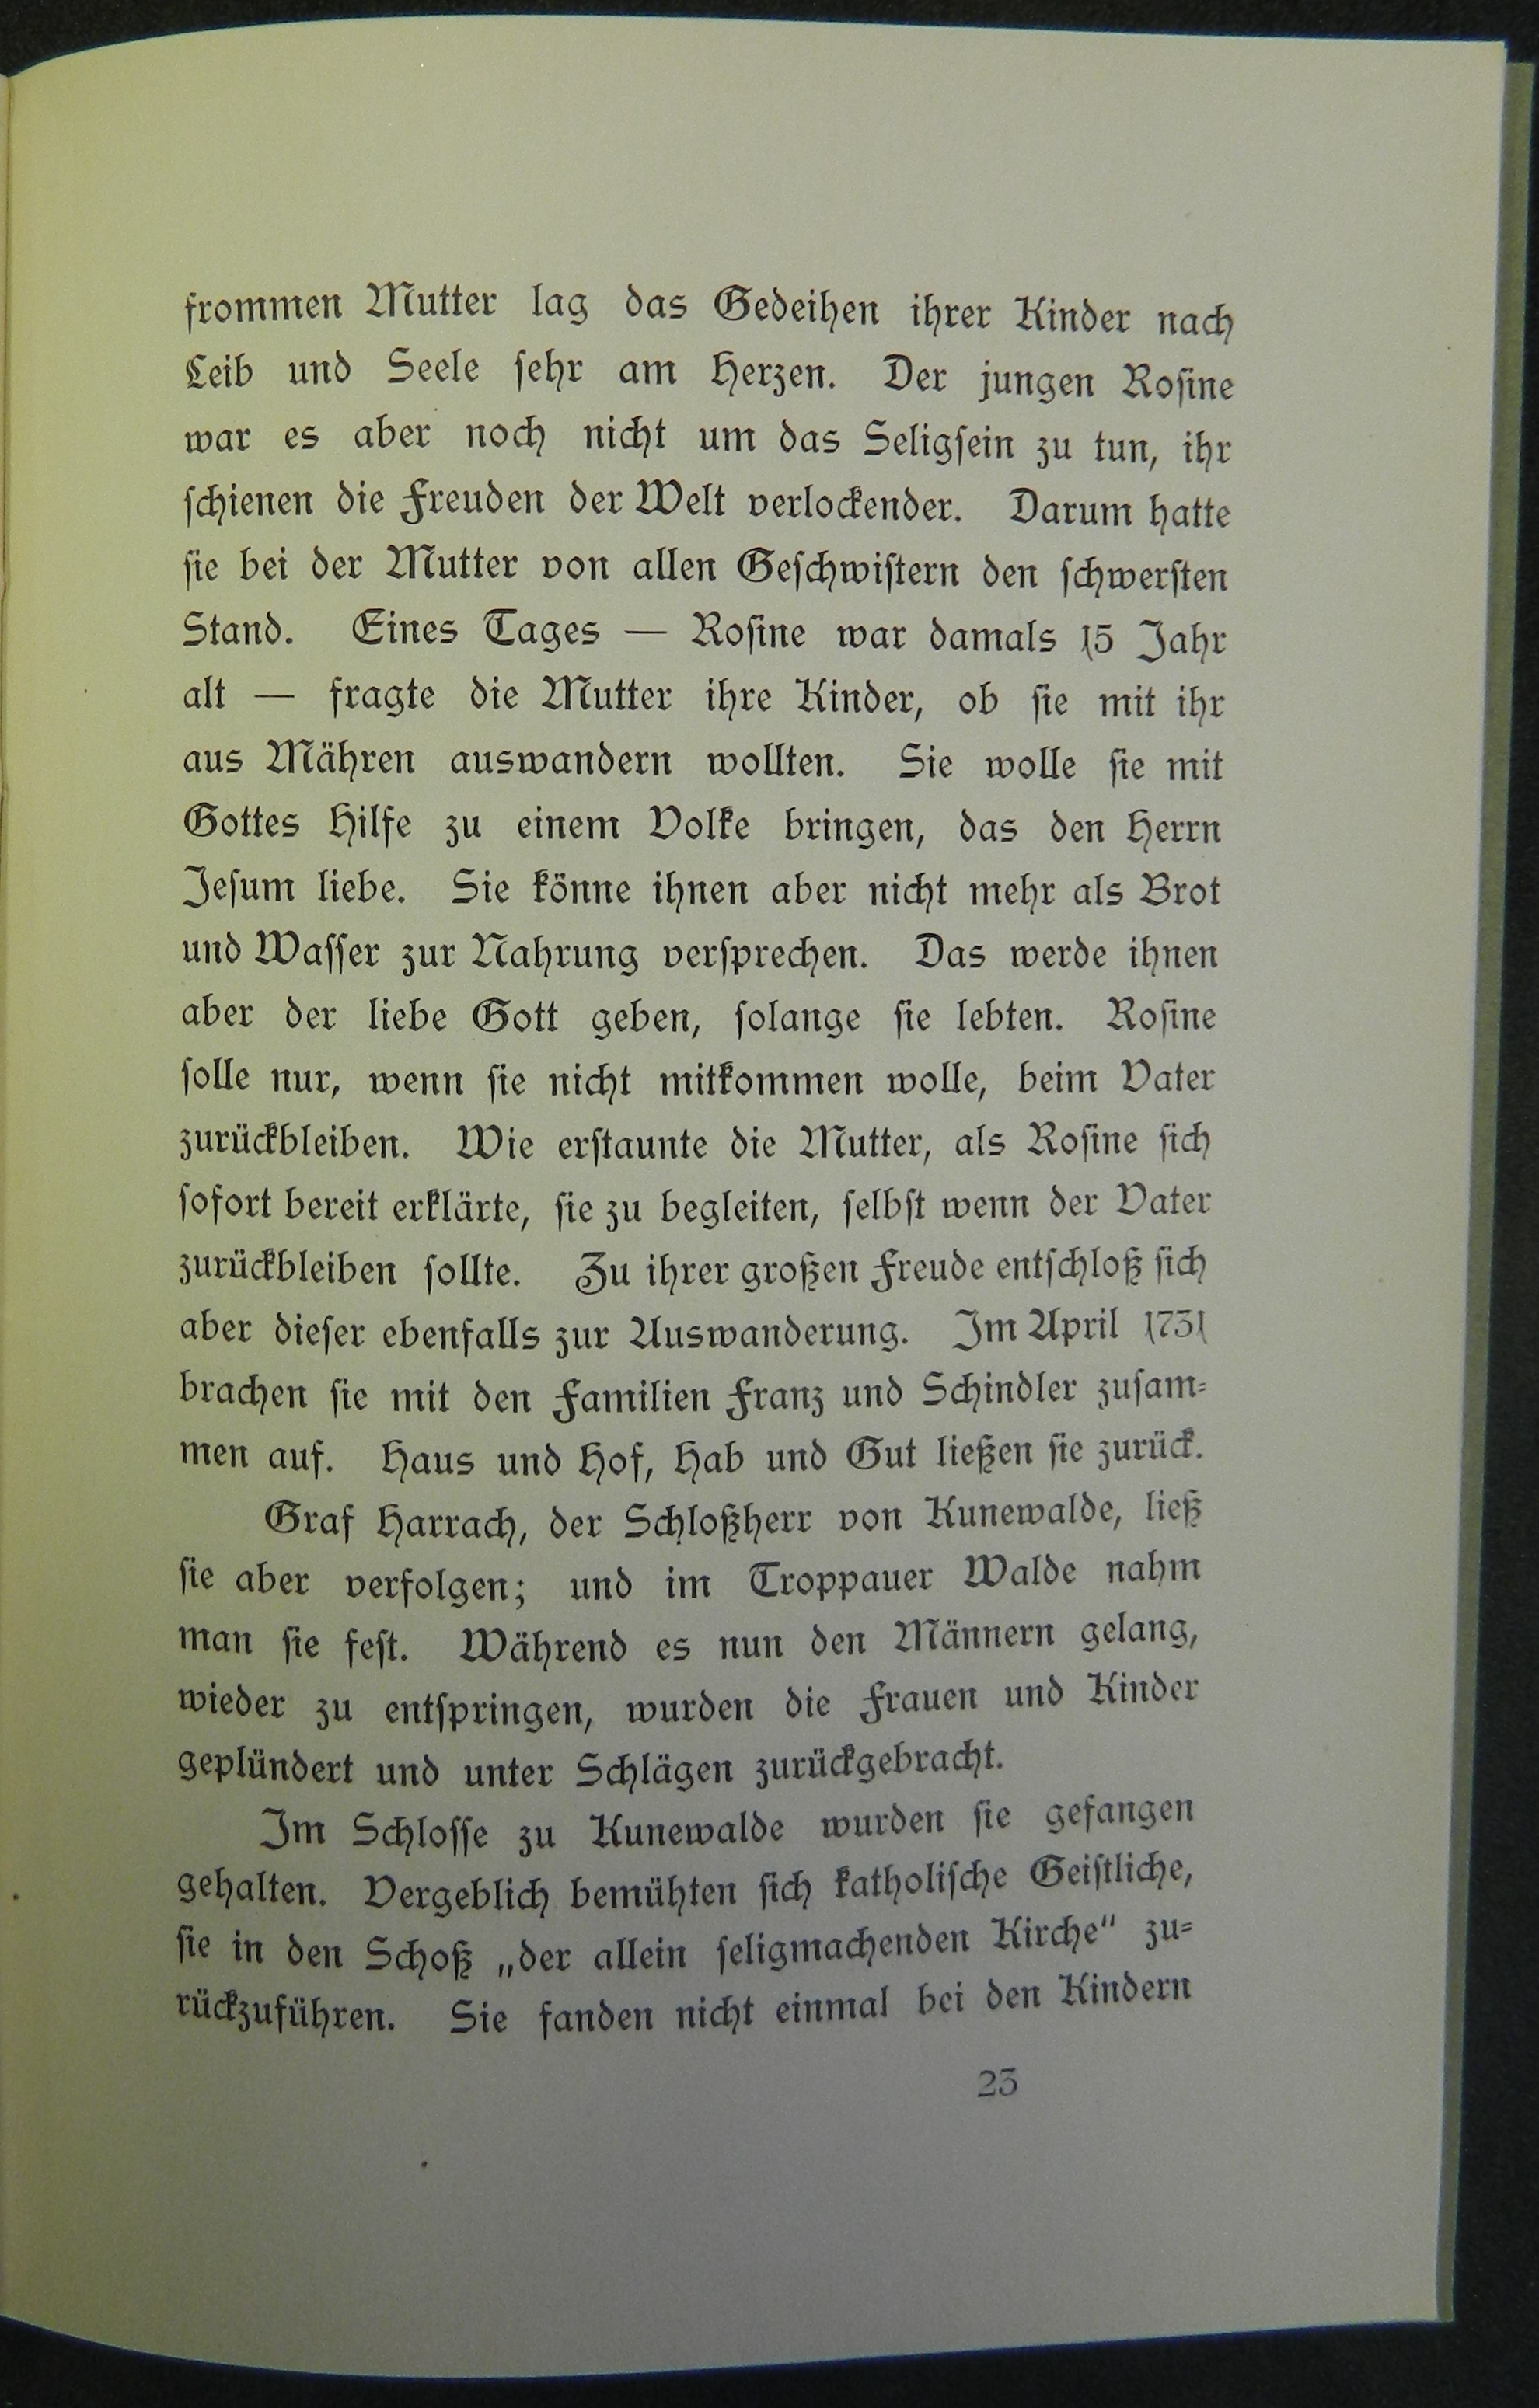 frommen Mutter lag das Gedeihen ihrer Kinder nach
Leib und Seele ſehr am Herzen. Der jungen Roſine
war es aber noch nicht um das Seligſein zu tun, ihr
ſchienen die Freuden der Welt verlockender. Darum hatte
ſie bei der Mutter von allen Geſchwiſtern den ſchwerſten
Stand. Eines Tages — Roſine war damals 15 Jahr
alt — fragte die Mutter ihre Kinder, ob ſie mit ihr
aus Mähren auswandern wollten. Sie wolle ſie mit
Gottes Hilfe zu einem Volke bringen, das den Herrn
Jeſum liebe. Sie könne ihnen aber nicht mehr als Brot
und Waſſer zur Nahrung verſprechen. Das werde ihnen
aber der liebe Gott geben, ſolange ſie lebten. Roſine
ſolle nur, wenn ſie nicht mitkommen wolle, beim Vater
zurückbleiben. Wie erſtaunte die Mutter, als Roſine ſich
ſofort bereit erklärte, ſie zu begleiten, ſelbſt wenn der Vater
zurückbleiben ſollte. Zu ihrer großen Freude entſchloß ſich
aber dieſer ebenfalls zur Auswanderung. Im April 1731
brachen ſie mit den Familien Franz und Schindler zuſam-
men auf. Haus und Hof, Hab und Gut ließen ſie zurück.
Graf Harrach, der Schloßherr von Kunewalde, ließ
ſie aber verfolgen; und im Troppauer Walde nahm
man ſie feſt. Während es nun den Männern gelang,
wieder zu entſpringen, wurden die Frauen und Kinder
geplündert und unter Schlägen zurückgebracht.
Im Schloſſe zu Kunewalde wurden ſie gefangen
gehalten. Vergeblich bemühten ſich katholiſche Geiſtliche,
ſie in den Schoß „der allein ſeligmachenden Kirche“ zu-
rückzuführen. Sie fanden nicht einmal bei den Kindern
23